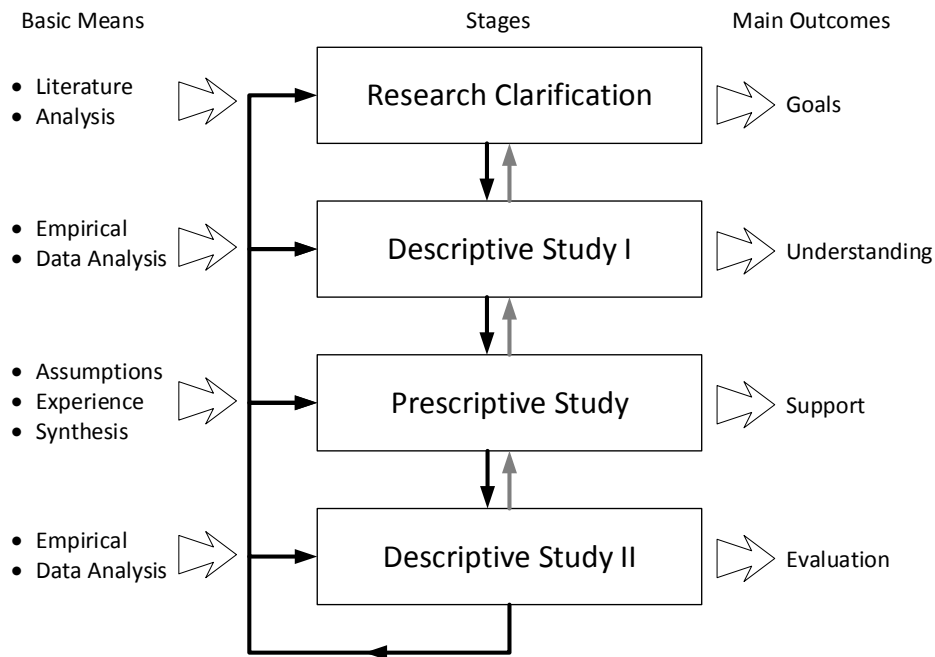 Basic Means
Stages
Main Outcomes
• Literature
• Analysis
Research Clarification
Goals
• Empirical
• Data Analysis
Descriptive Study I
Understanding
• Assumptions
• Experience
• Synthesis
Prescriptive Study
Support
• Empirical
• Data Analysis
Descriptive Study II
Evaluation